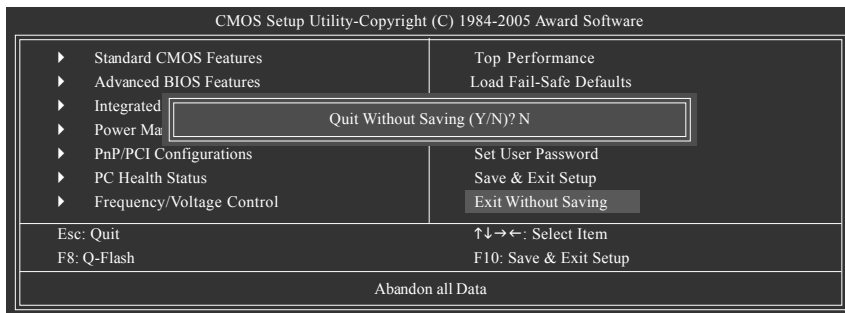 CMOS Setup Utility-Copyright (C) 1984-2005 Award Software
Standard CMOS Features
Advanced BIOS Features
Integrated
Power Ma
PnP/PCI Configurations
PC Health Status
Frequency/Voltage Control
Top Performance
Load Fail-Safe Defaults
Quit Without Saving (Y/N)? N
Set User Password
Save & Exit Setup
Exit Without Saving
Esc: Quit
↑↓→←: Select Item
F8: Q-Flash
F10: Save & Exit Setup
Abandon all Data